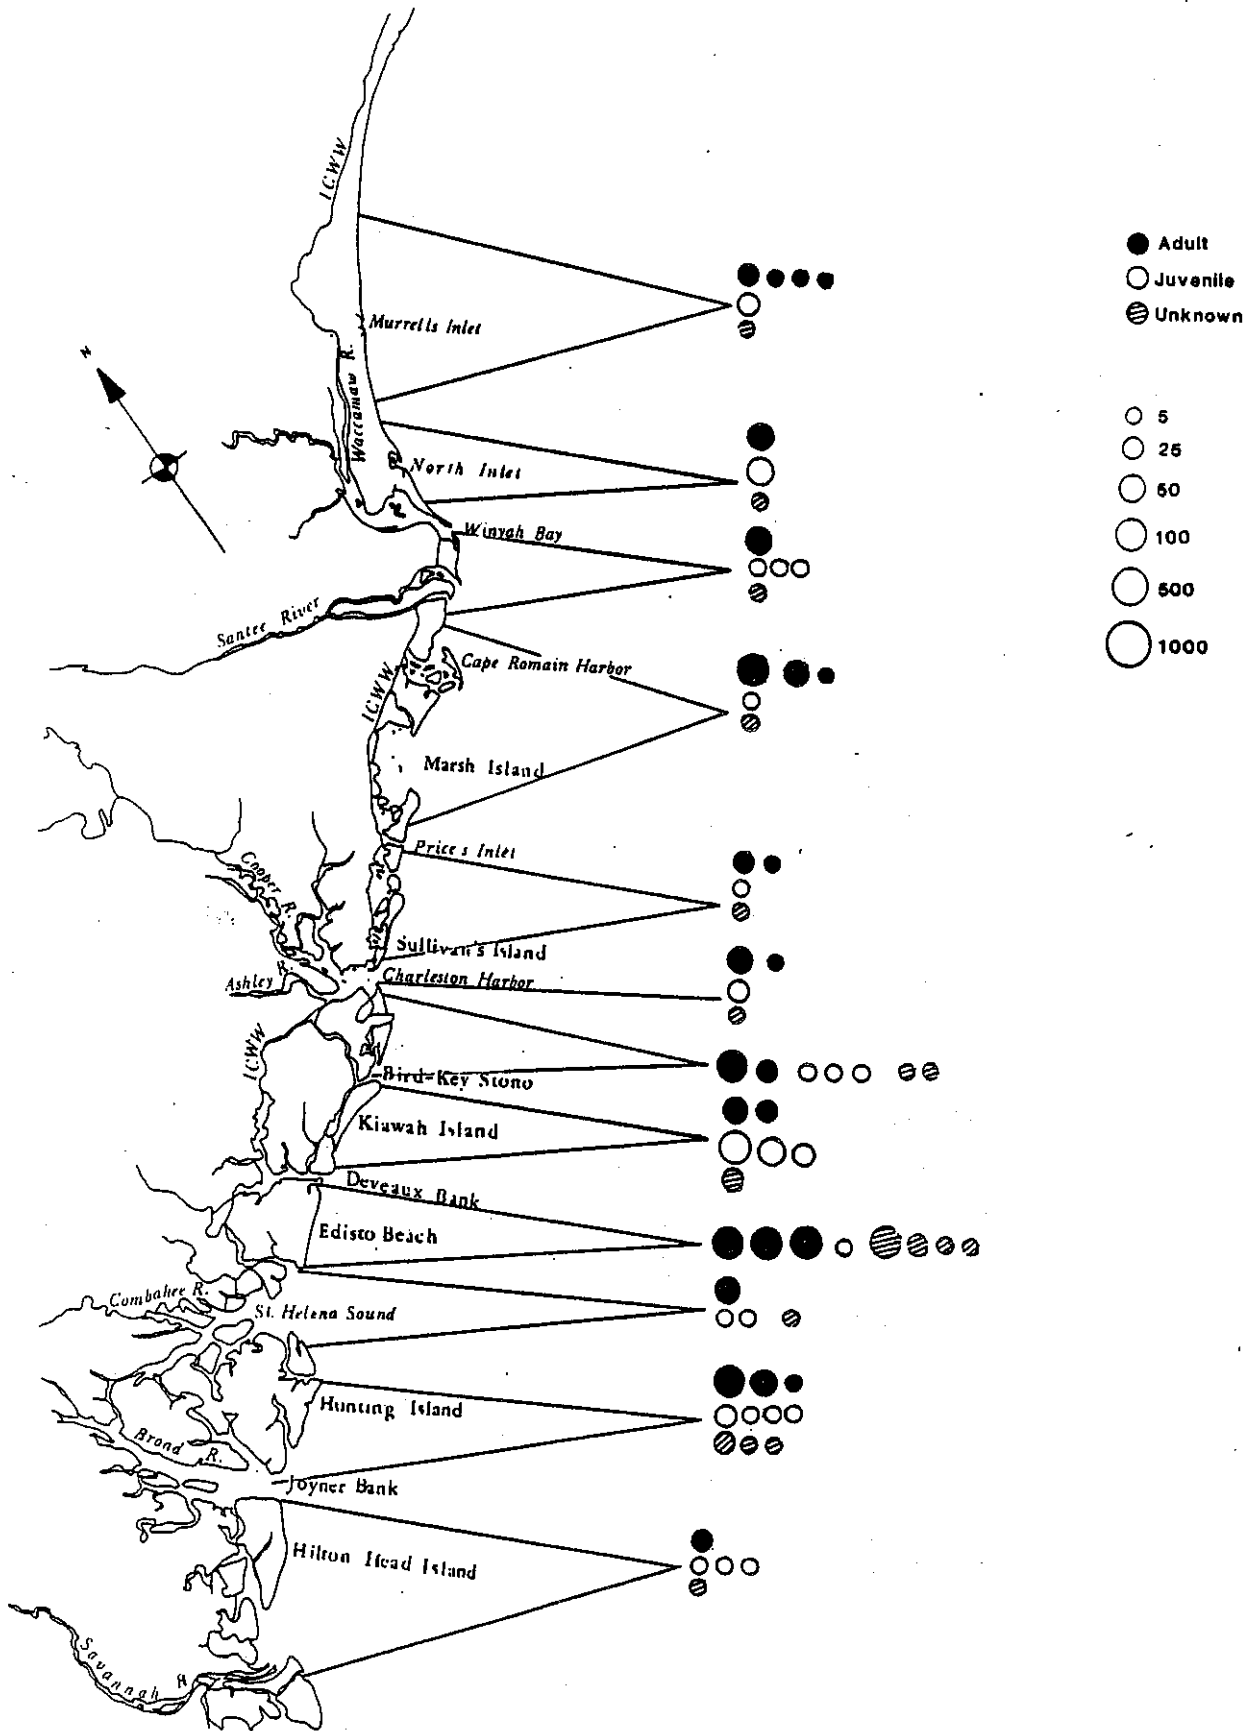 ICWW
Adult
Juvenile
Unknown
Murrells Inlet
Waccamaw R.
N
5
25
50
100
500
1000
North Inlet
Winyah Bay
Santee River
Cape Romain Harbor
ICWW
Marsh Island
Price's Inlet
Cooper R.
Sullivan's Island
Ashley R.
Charleston Harbor
ICWW
Bird-Key Stono
Kiawah Island
Deveaux Bank
Edisto Beach
Combahee R.
St. Helena Sound
Hunting Island
Broad R.
Joyner Bank
Hilton Head Island
Savannah R